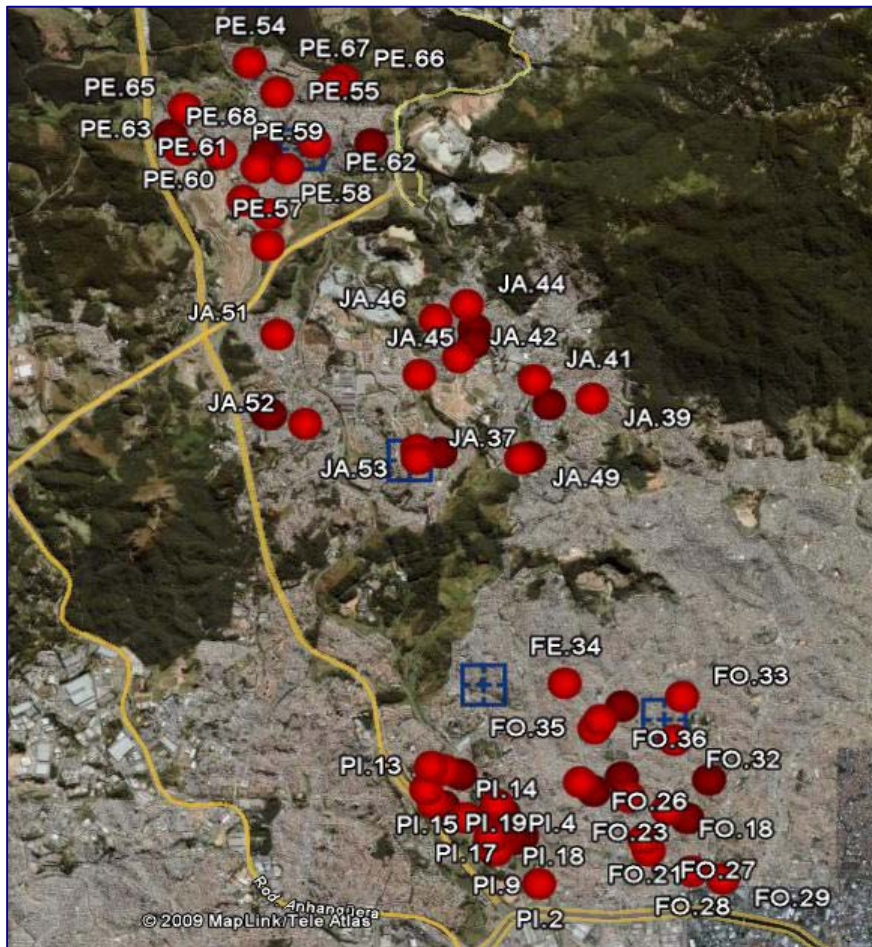 PE.54
PE.67
PE.66
PE.65
PE.55
PE.68
PE.63
PE.59
PE.61
PE.62
PE.60
PE.58
PE.57
JA.44
JA.46
JA.51
JA.45
JA.42
JA.41
JA.52
JA.39
JA.37
JA.53
JA.49
FE.34
FO.33
FO.35
FO.36
PI.13
FO.32
PI.14
FO.26
PI.15
PI.19
PI.4
FO.18
FO.23
PI.17
PI.18
FO.21
FO.27
PI.9
Rod. Anhangüera
FO.28
FO.29
© 2009 MapLink/Tele Atlas
PI.2